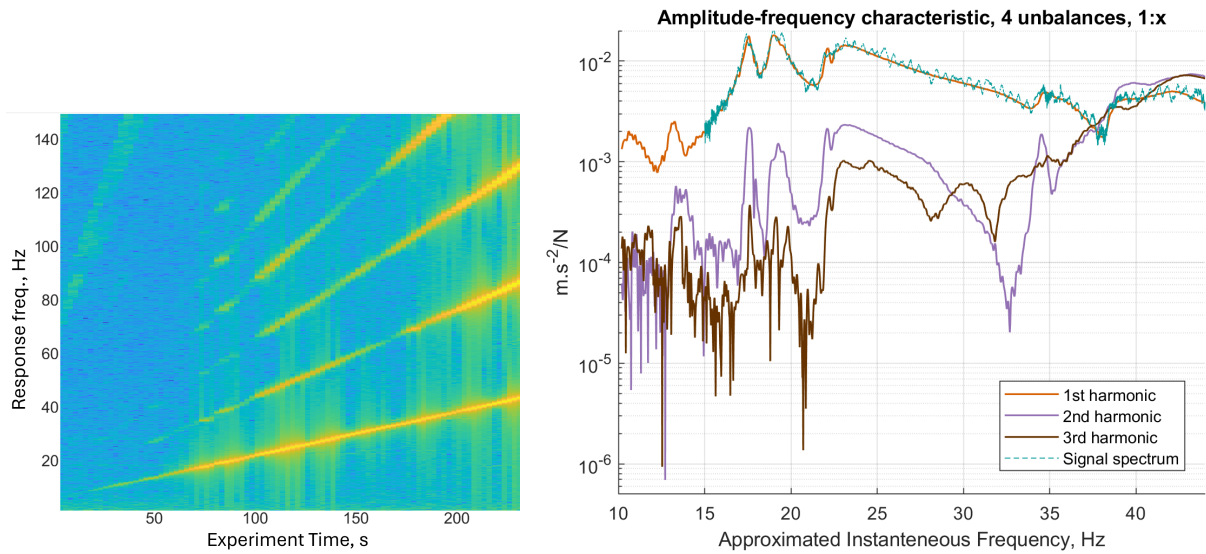 140
120
100
80
60
40
20
50
100
150
200
Response freq., Hz
Experiment Time, s
Amplitude-frequency characteristic, 4 unbalances, 1:x
10^-2
10^-3
10^-4
10^-5
10^-6
m.s^-2/N
10
15
20
25
30
35
40
Approximated Instanteneous Frequency, Hz
1st harmonic
2nd harmonic
3rd harmonic
Signal spectrum